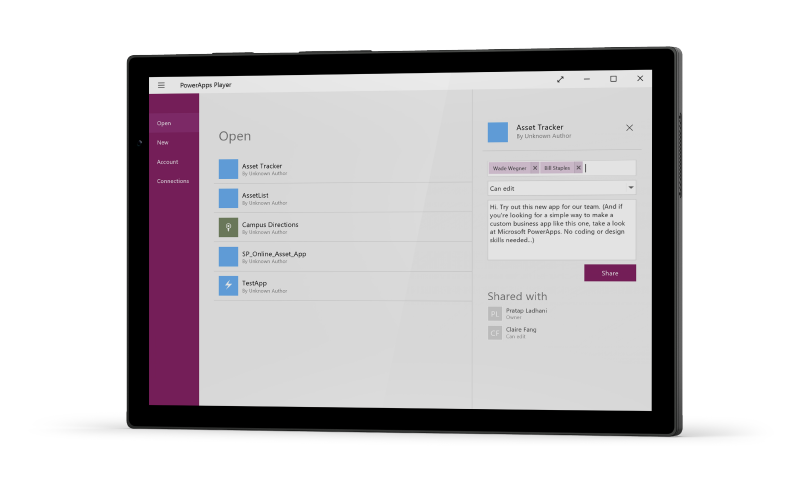 PowerApps Player
Open
New
Account
Connections
Open
Asset Tracker
By Unknown Author
AssetList
By Unknown Author
Campus Directions
By Unknown Author
SP_Online_Asset_App
By Unknown Author
TestApp
By Unknown Author
Asset Tracker
By Unknown Author
Wade Wegner Bill Staples
Can edit
Hi. Try out this new app for our team. (And if
you're looking for a simple way to make a
custom business app like this one, take a look
at Microsoft PowerApps. No coding or design
skills needed...)
Share
Shared with
PL
Pratap Ladhani
Owner
CF
Claire Fang
Can edit